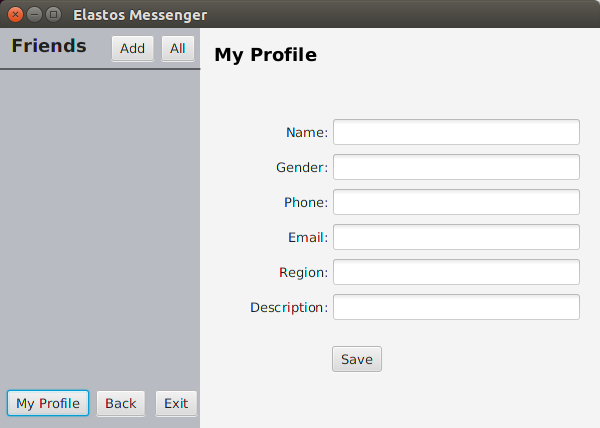 Elastos Messenger
Friends
Add
All
My Profile
Name:
Gender:
Phone:
Email:
Region:
Description:
Save
My Profile
Back
Exit